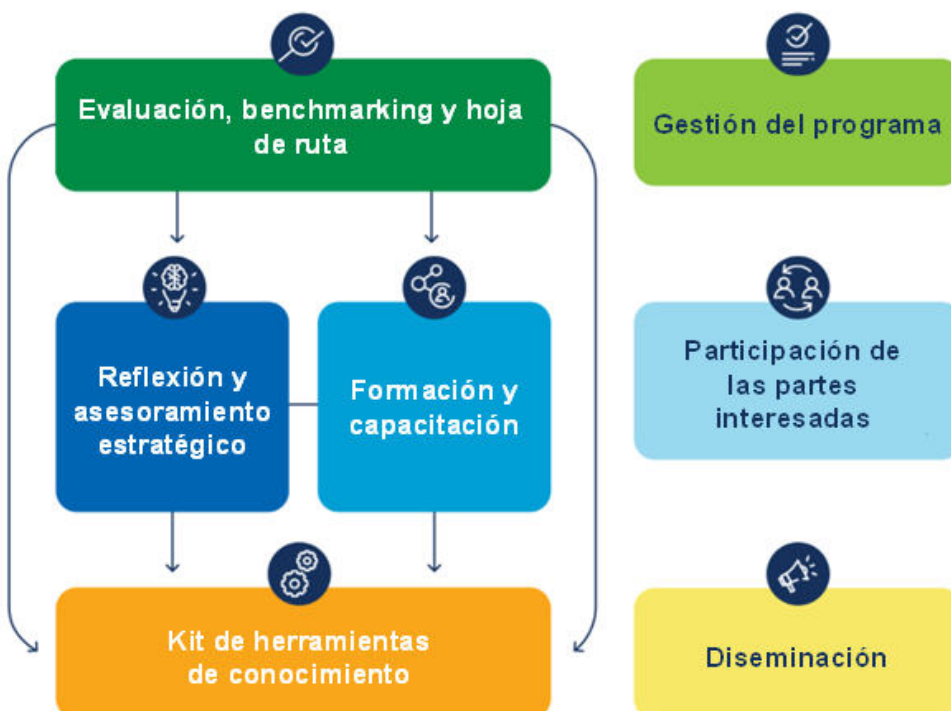 Evaluación, benchmarking y hoja
de ruta
Gestión del programa
Reflexión y
asesoramiento
estratégico
Formación y
capacitación
Participación de
las partes
interesadas
Kit de herramientas
de conocimiento
Diseminación